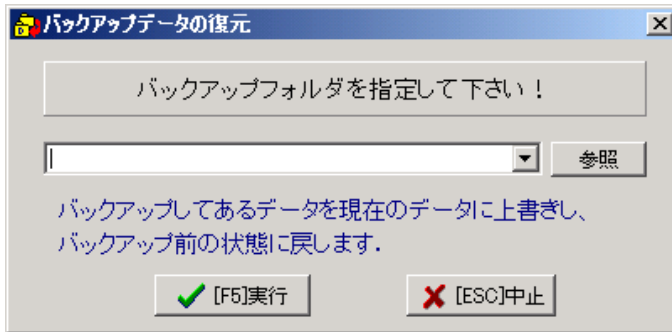 バックアップデータの復元
バックアップフォルダを指定して下さい！
参照
バックアップしてあるデータを現在のデータに上書きし、
バックアップ前の状態に戻します.
[F5]実行
[ESC]中止